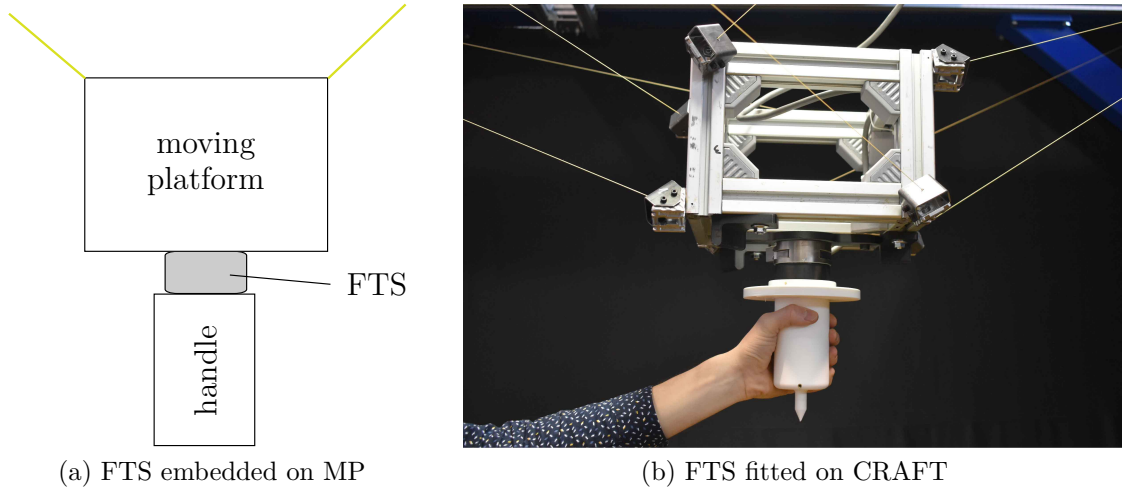 moving
platform
FTS
handle
(a) FTS embedded on MP
(b) FTS fitted on CRAFT